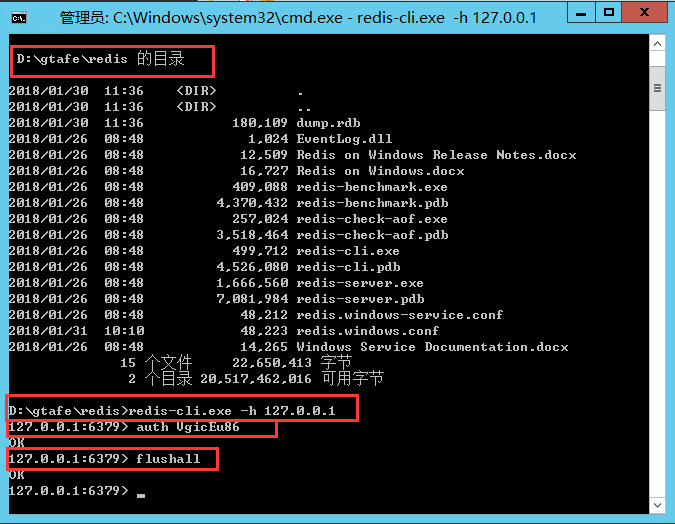 管理员: C:\Windows\system32\cmd.exe - redis-cli.exe -h 127.0.0.1
D:\gtafe\redis 的目录
2018/01/30 11:36 <DIR> .
2018/01/30 11:36 <DIR> ..
2018/01/30 11:36 180,109 dump.rdb
2018/01/26 08:48 1,024 EventLog.dll
2018/01/26 08:48 12,509 Redis on Windows Release Notes.docx
2018/01/26 08:48 16,727 Redis on Windows.docx
2018/01/26 08:48 409,088 redis-benchmark.exe
2018/01/26 08:48 4,370,432 redis-benchmark.pdb
2018/01/26 08:48 257,024 redis-check-aof.exe
2018/01/26 08:48 3,518,464 redis-check-aof.pdb
2018/01/26 08:48 499,712 redis-cli.exe
2018/01/26 08:48 4,526,080 redis-cli.pdb
2018/01/26 08:48 1,666,560 redis-server.exe
2018/01/26 08:48 7,081,984 redis-server.pdb
2018/01/26 08:48 48,212 redis.windows-service.conf
2018/01/31 10:10 48,223 redis.windows.conf
2018/01/26 08:48 14,265 Windows Service Documentation.docx
15 个文件 22,650,413 字节
2 个目录 20,517,462,016 可用字节
D:\gtafe\redis>redis-cli.exe -h 127.0.0.1
127.0.0.1:6379> auth VgicEu86
OK
127.0.0.1:6379> flushall
OK
127.0.0.1:6379>